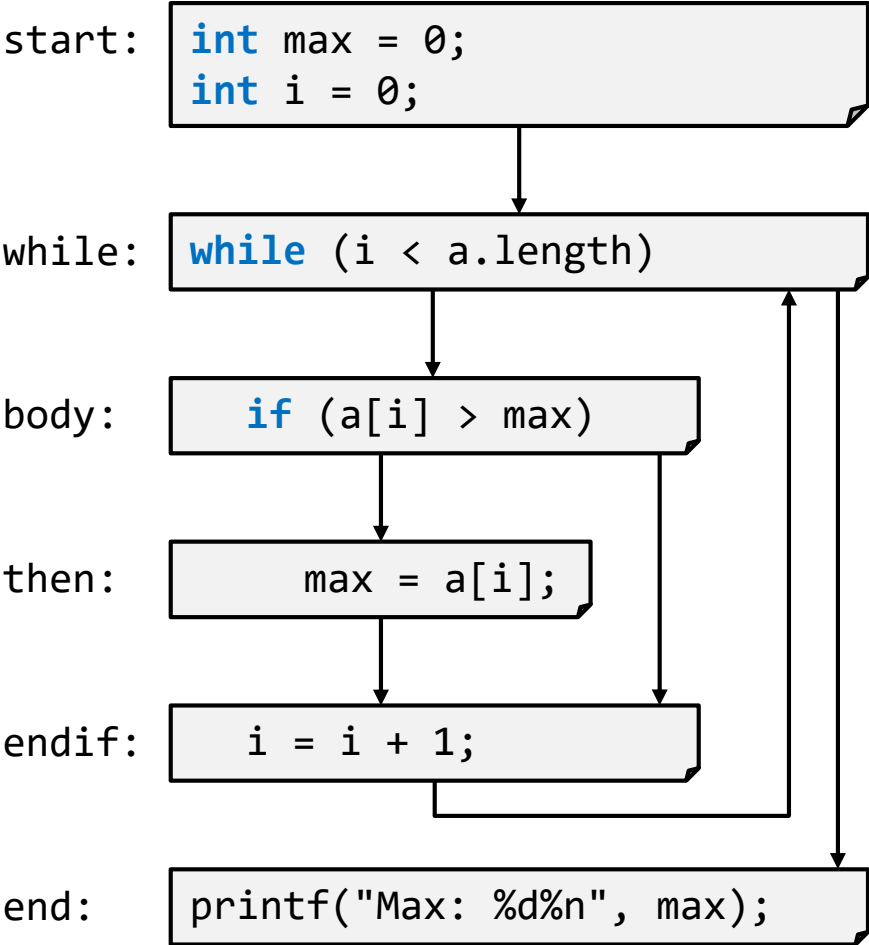 start: int max = 0;
int i = 0;
while: while (i < a.length)
body: if (a[i] > max)
then: max = a[i];
endif: i = i + 1;
end: printf("Max: %d%n", max);